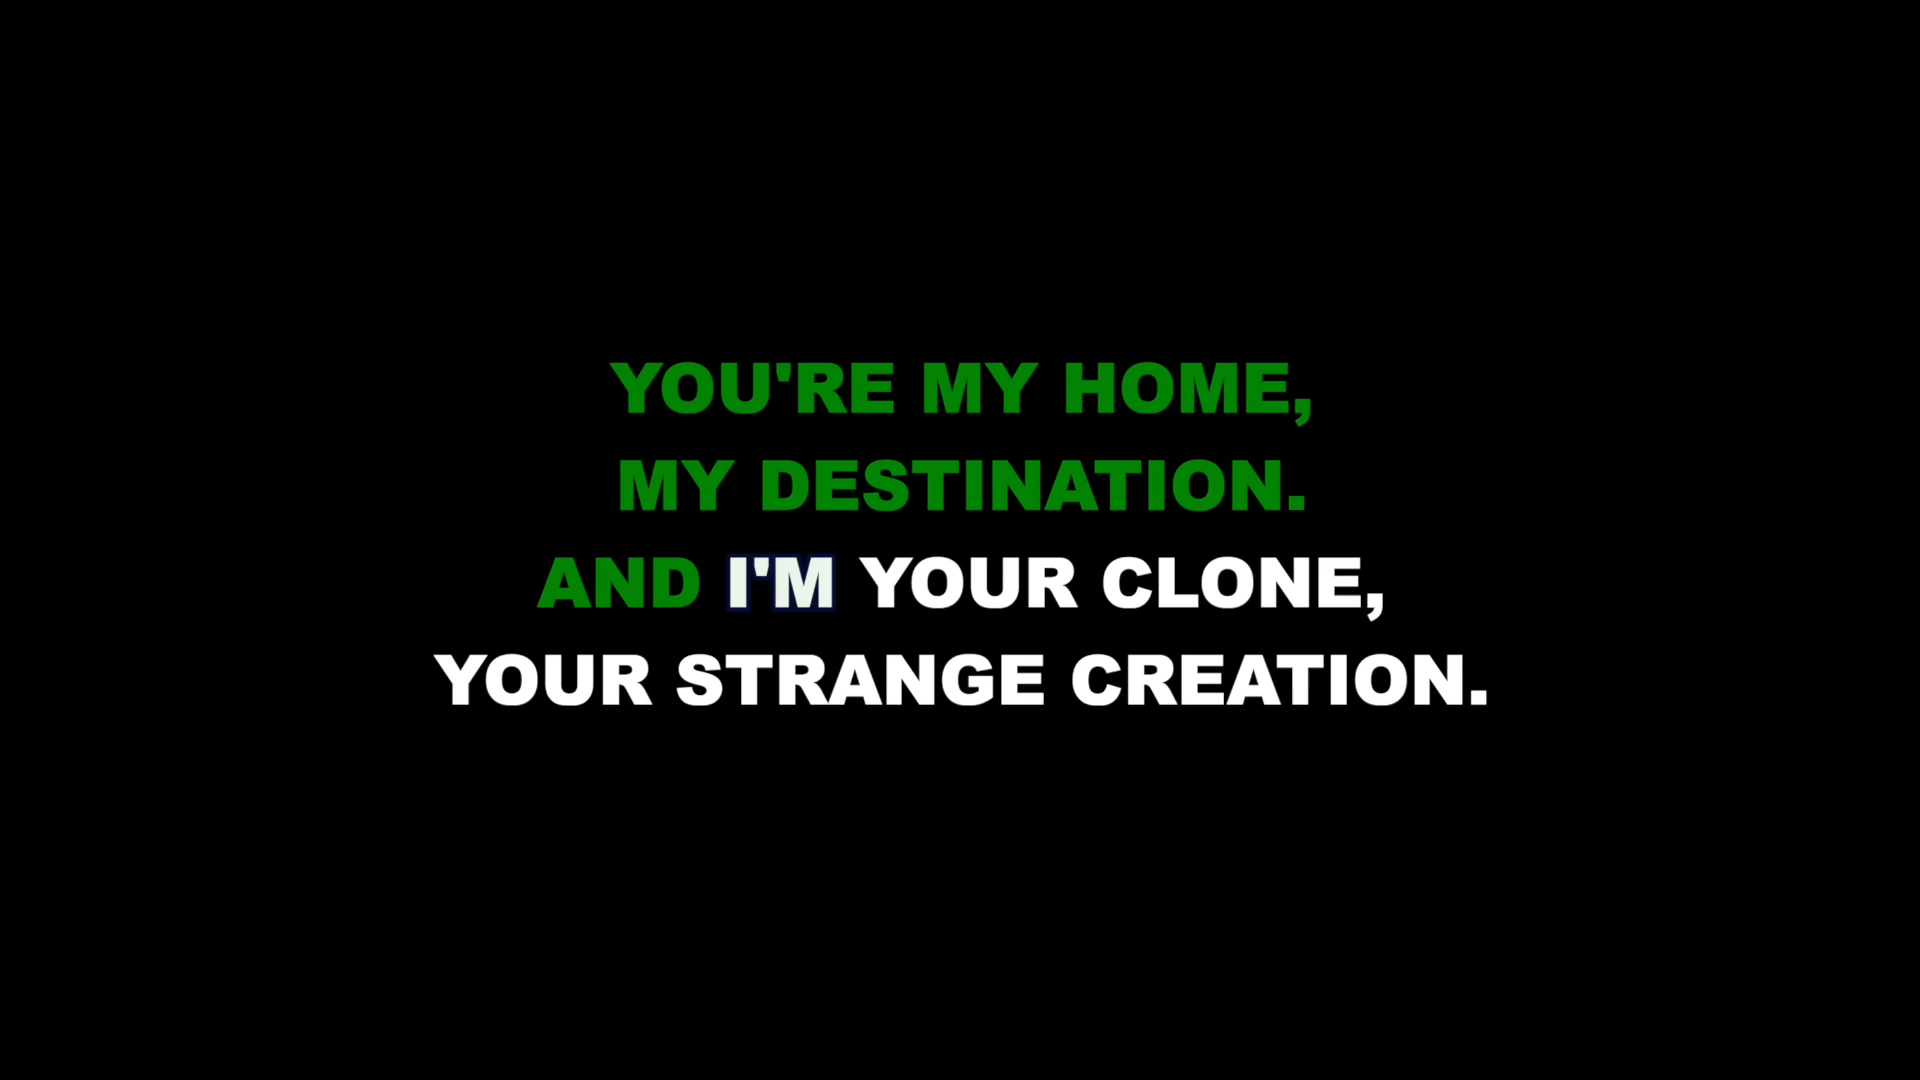 YOU'RE MY HOME,
MY DESTINATION.
AND I'M YOUR CLONE,
YOUR STRANGE CREATION.